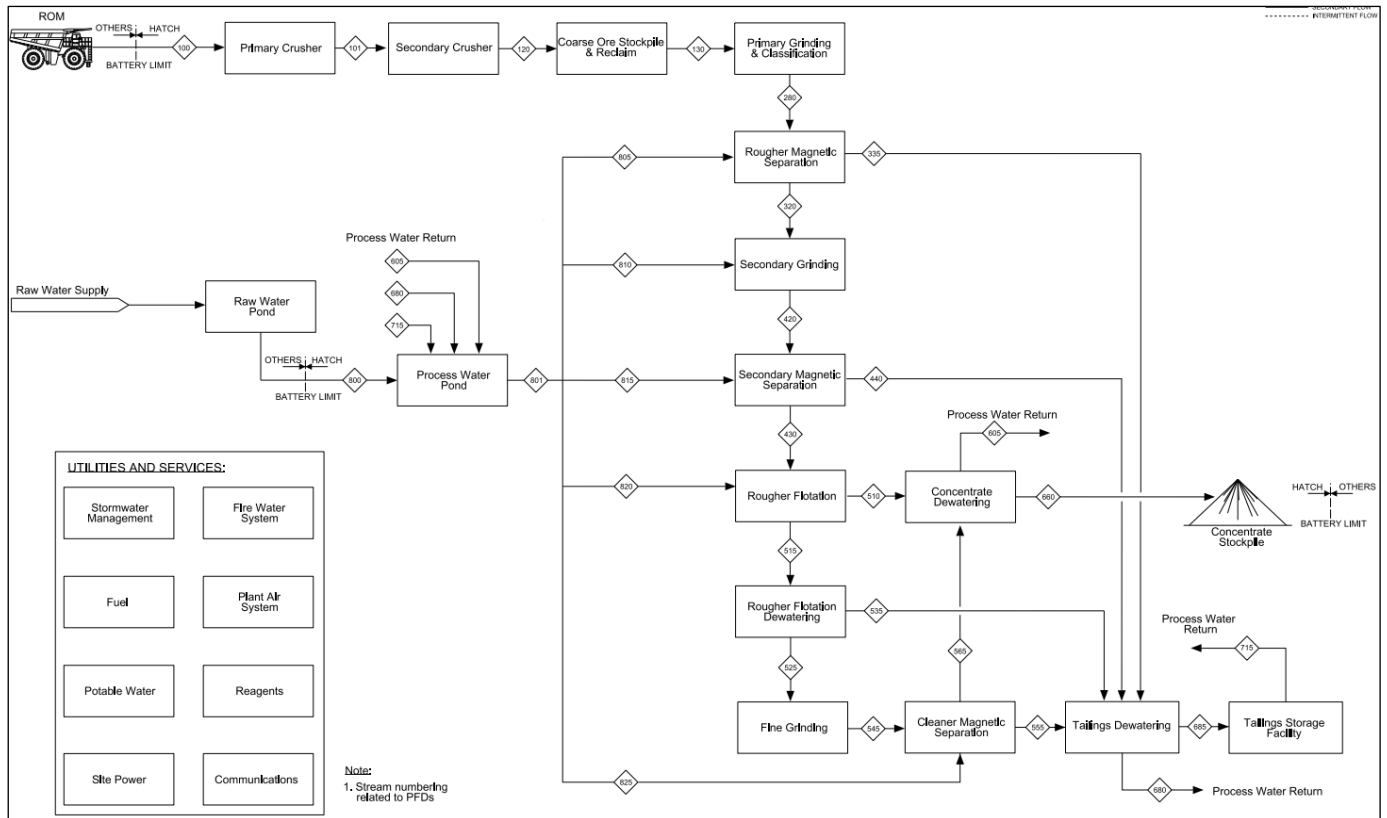 SECONDARY FLOW
INTERMITTENT FLOW
ROM
OTHERS
HATCH
BATTERY LIMIT
100
Primary Crusher
101
Secondary Crusher
120
Coarse Ore Stockpile
& Reclaim
130
Primary Grinding
& Classification
280
805
Rougher Magnetic
Separation
335
320
Process Water Return
605
810
Secondary Grinding
Raw Water Supply
Raw Water
Pond
680
715
420
OTHERS
HATCH
BATTERY LIMIT
800
Process Water
Pond
801
815
Secondary Magnetic
Separation
440
430
Process Water Return
605
820
Rougher Flotation
510
Concentrate
Dewatering
660
Concentrate
Stockpile
HATCH
OTHERS
BATTERY LIMIT
515
Rougher Flotation
Dewatering
535
525
565
Process Water
Return
715
Fine Grinding
545
Cleaner Magnetic
Separation
555
Tailings Dewatering
685
Tailings Storage
Facility
825
680
Process Water Return
UTILITIES AND SERVICES:
Stormwater
Management
Fire Water
System
Fuel
Plant Air
System
Potable Water
Reagents
Site Power
Communications
Note:
1. Stream numbering
related to PFDs